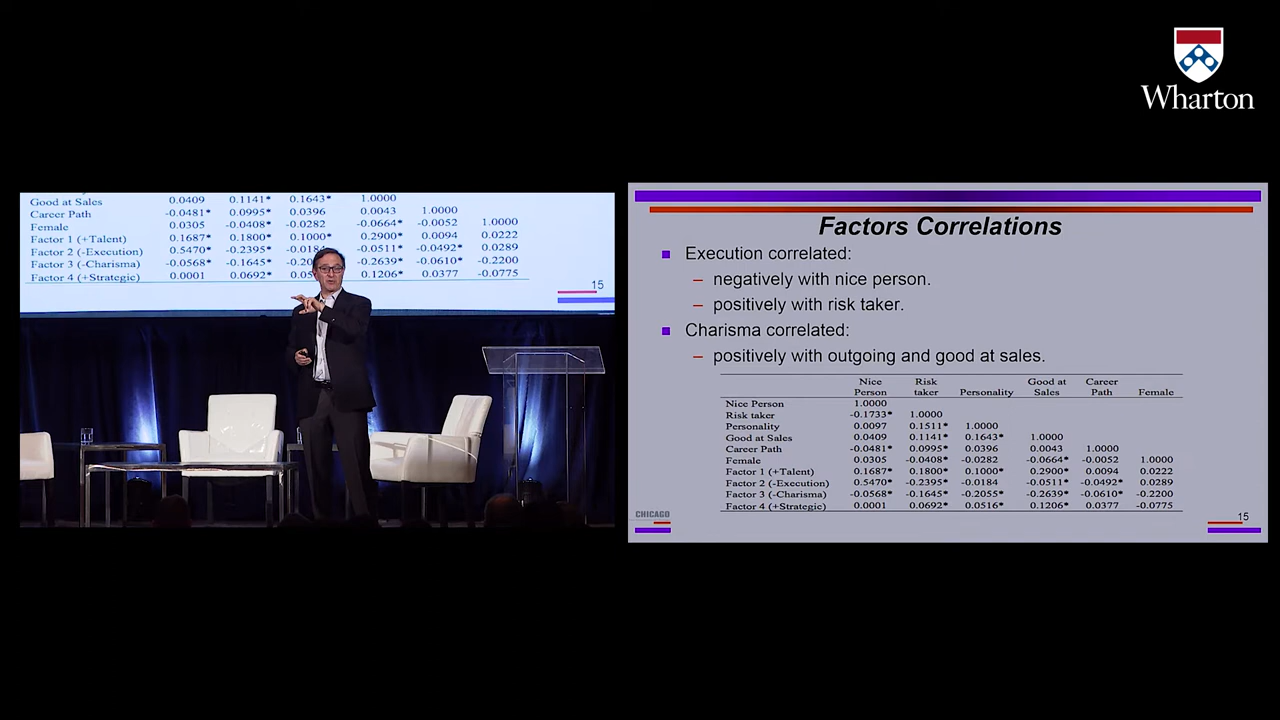 Wharton
Good at Sales 0.0409 0.1141* 0.1643* 1.0000
Career Path -0.0481* 0.0995* 0.0396 0.0043 1.0000
Female 0.0305 -0.0408* -0.0282 -0.0664* -0.0052 1.0000
Factor 1 (+Talent) 0.1687* 0.1800* 0.1000* 0.2900* 0.0094 0.0222
Factor 2 (-Execution) 0.5470* -0.2395* -0.0184 -0.0511* -0.0492* 0.0289
Factor 3 (-Charisma) -0.0568* -0.1645* -0.2639* -0.0610* -0.2200
Factor 4 (+Strategic) 0.0001 0.0692* 0.1206* 0.0377 -0.0775
15
Factors Correlations
Execution correlated:
– negatively with nice person.
– positively with risk taker.
Charisma correlated:
– positively with outgoing and good at sales.
Nice Risk Good at Career
Person taker Personality Sales Path Female
Nice Person 1.0000
Risk taker -0.1733* 1.0000
Personality 0.0097 0.1511* 1.0000
Good at Sales 0.0409 0.1141* 0.1643* 1.0000
Career Path -0.0481* 0.0995* 0.0396 0.0043 1.0000
Female 0.0305 -0.0408* -0.0282 -0.0664* -0.0052 1.0000
Factor 1 (+Talent) 0.1687* 0.1800* 0.1000* 0.2900* 0.0094 0.0222
Factor 2 (-Execution) 0.5470* -0.2395* -0.0184 -0.0511* -0.0492* 0.0289
Factor 3 (-Charisma) -0.0568* -0.1645* -0.2055* -0.2639* -0.0610* -0.2200
Factor 4 (+Strategic) 0.0001 0.0692* 0.0516* 0.1206* 0.0377 -0.0775
CHICAGO
15